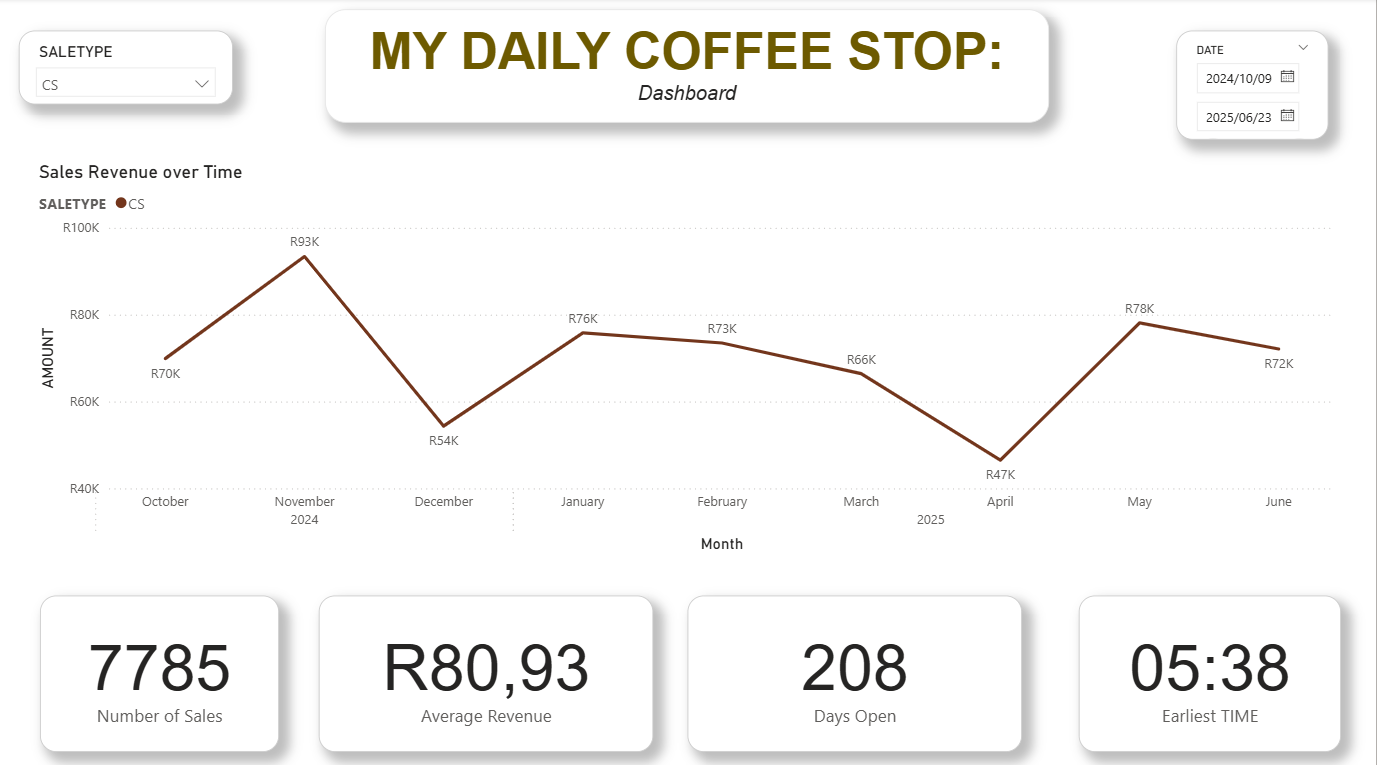 SALETYPE
CS
MY DAILY COFFEE STOP:
Dashboard
DATE
2024/10/09
2025/06/23
Sales Revenue over Time
SALETYPE CS
R100K
R80K
R60K
R40K
AMOUNT
R70K
R93K
R54K
R76K
R73K
R66K
R47K
R78K
R72K
October November December January February March April May June
2024 2025
Month
7785
Number of Sales
R80,93
Average Revenue
208
Days Open
05:38
Earliest TIME